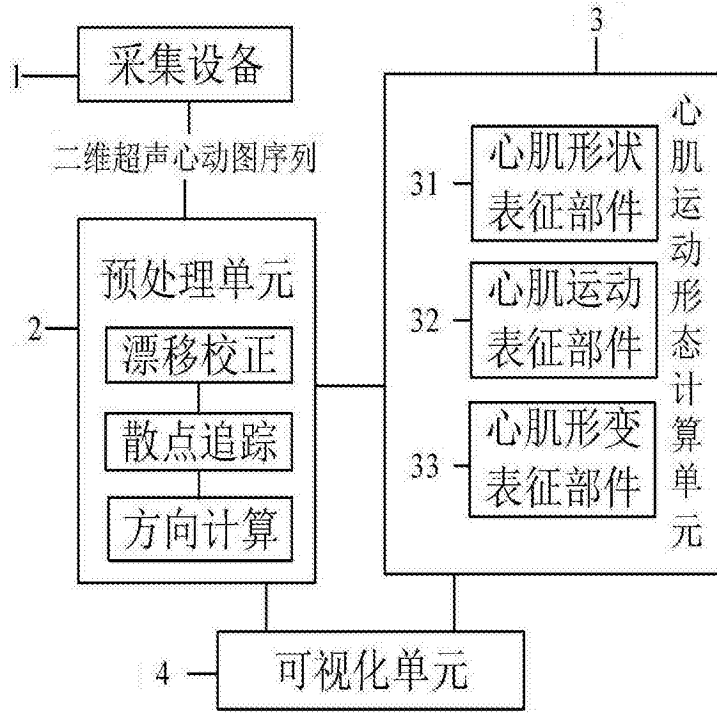 1
采集设备
二维超声心动图序列
2
预处理单元
漂移校正
散点追踪
方向计算
3
心肌运动形态计算单元
31
心肌形状
表征部件
32
心肌运动
表征部件
33
心肌形变
表征部件
4
可视化单元